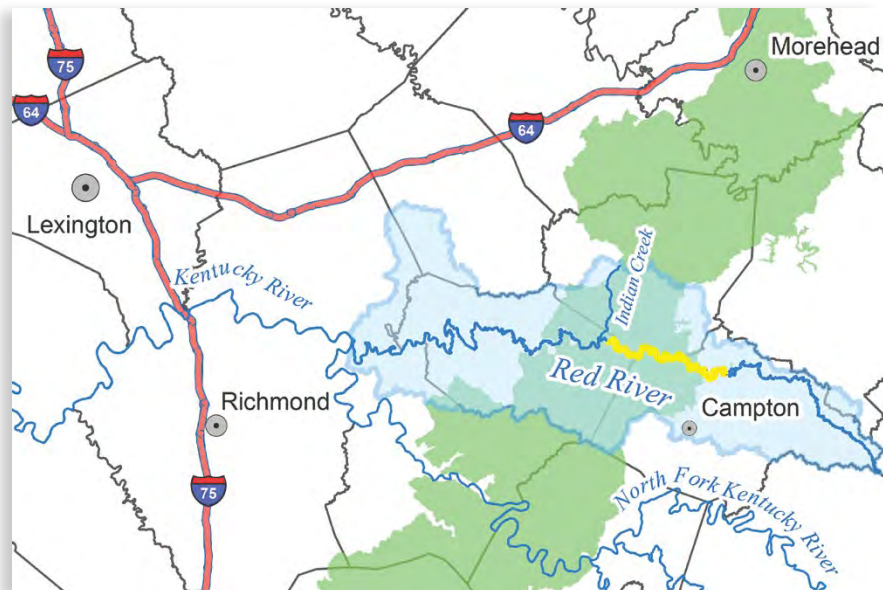 75
Morehead
64
64
Lexington
Kentucky River
Indian Creek
Red River
Richmond
Campton
75
North Fork Kentucky River